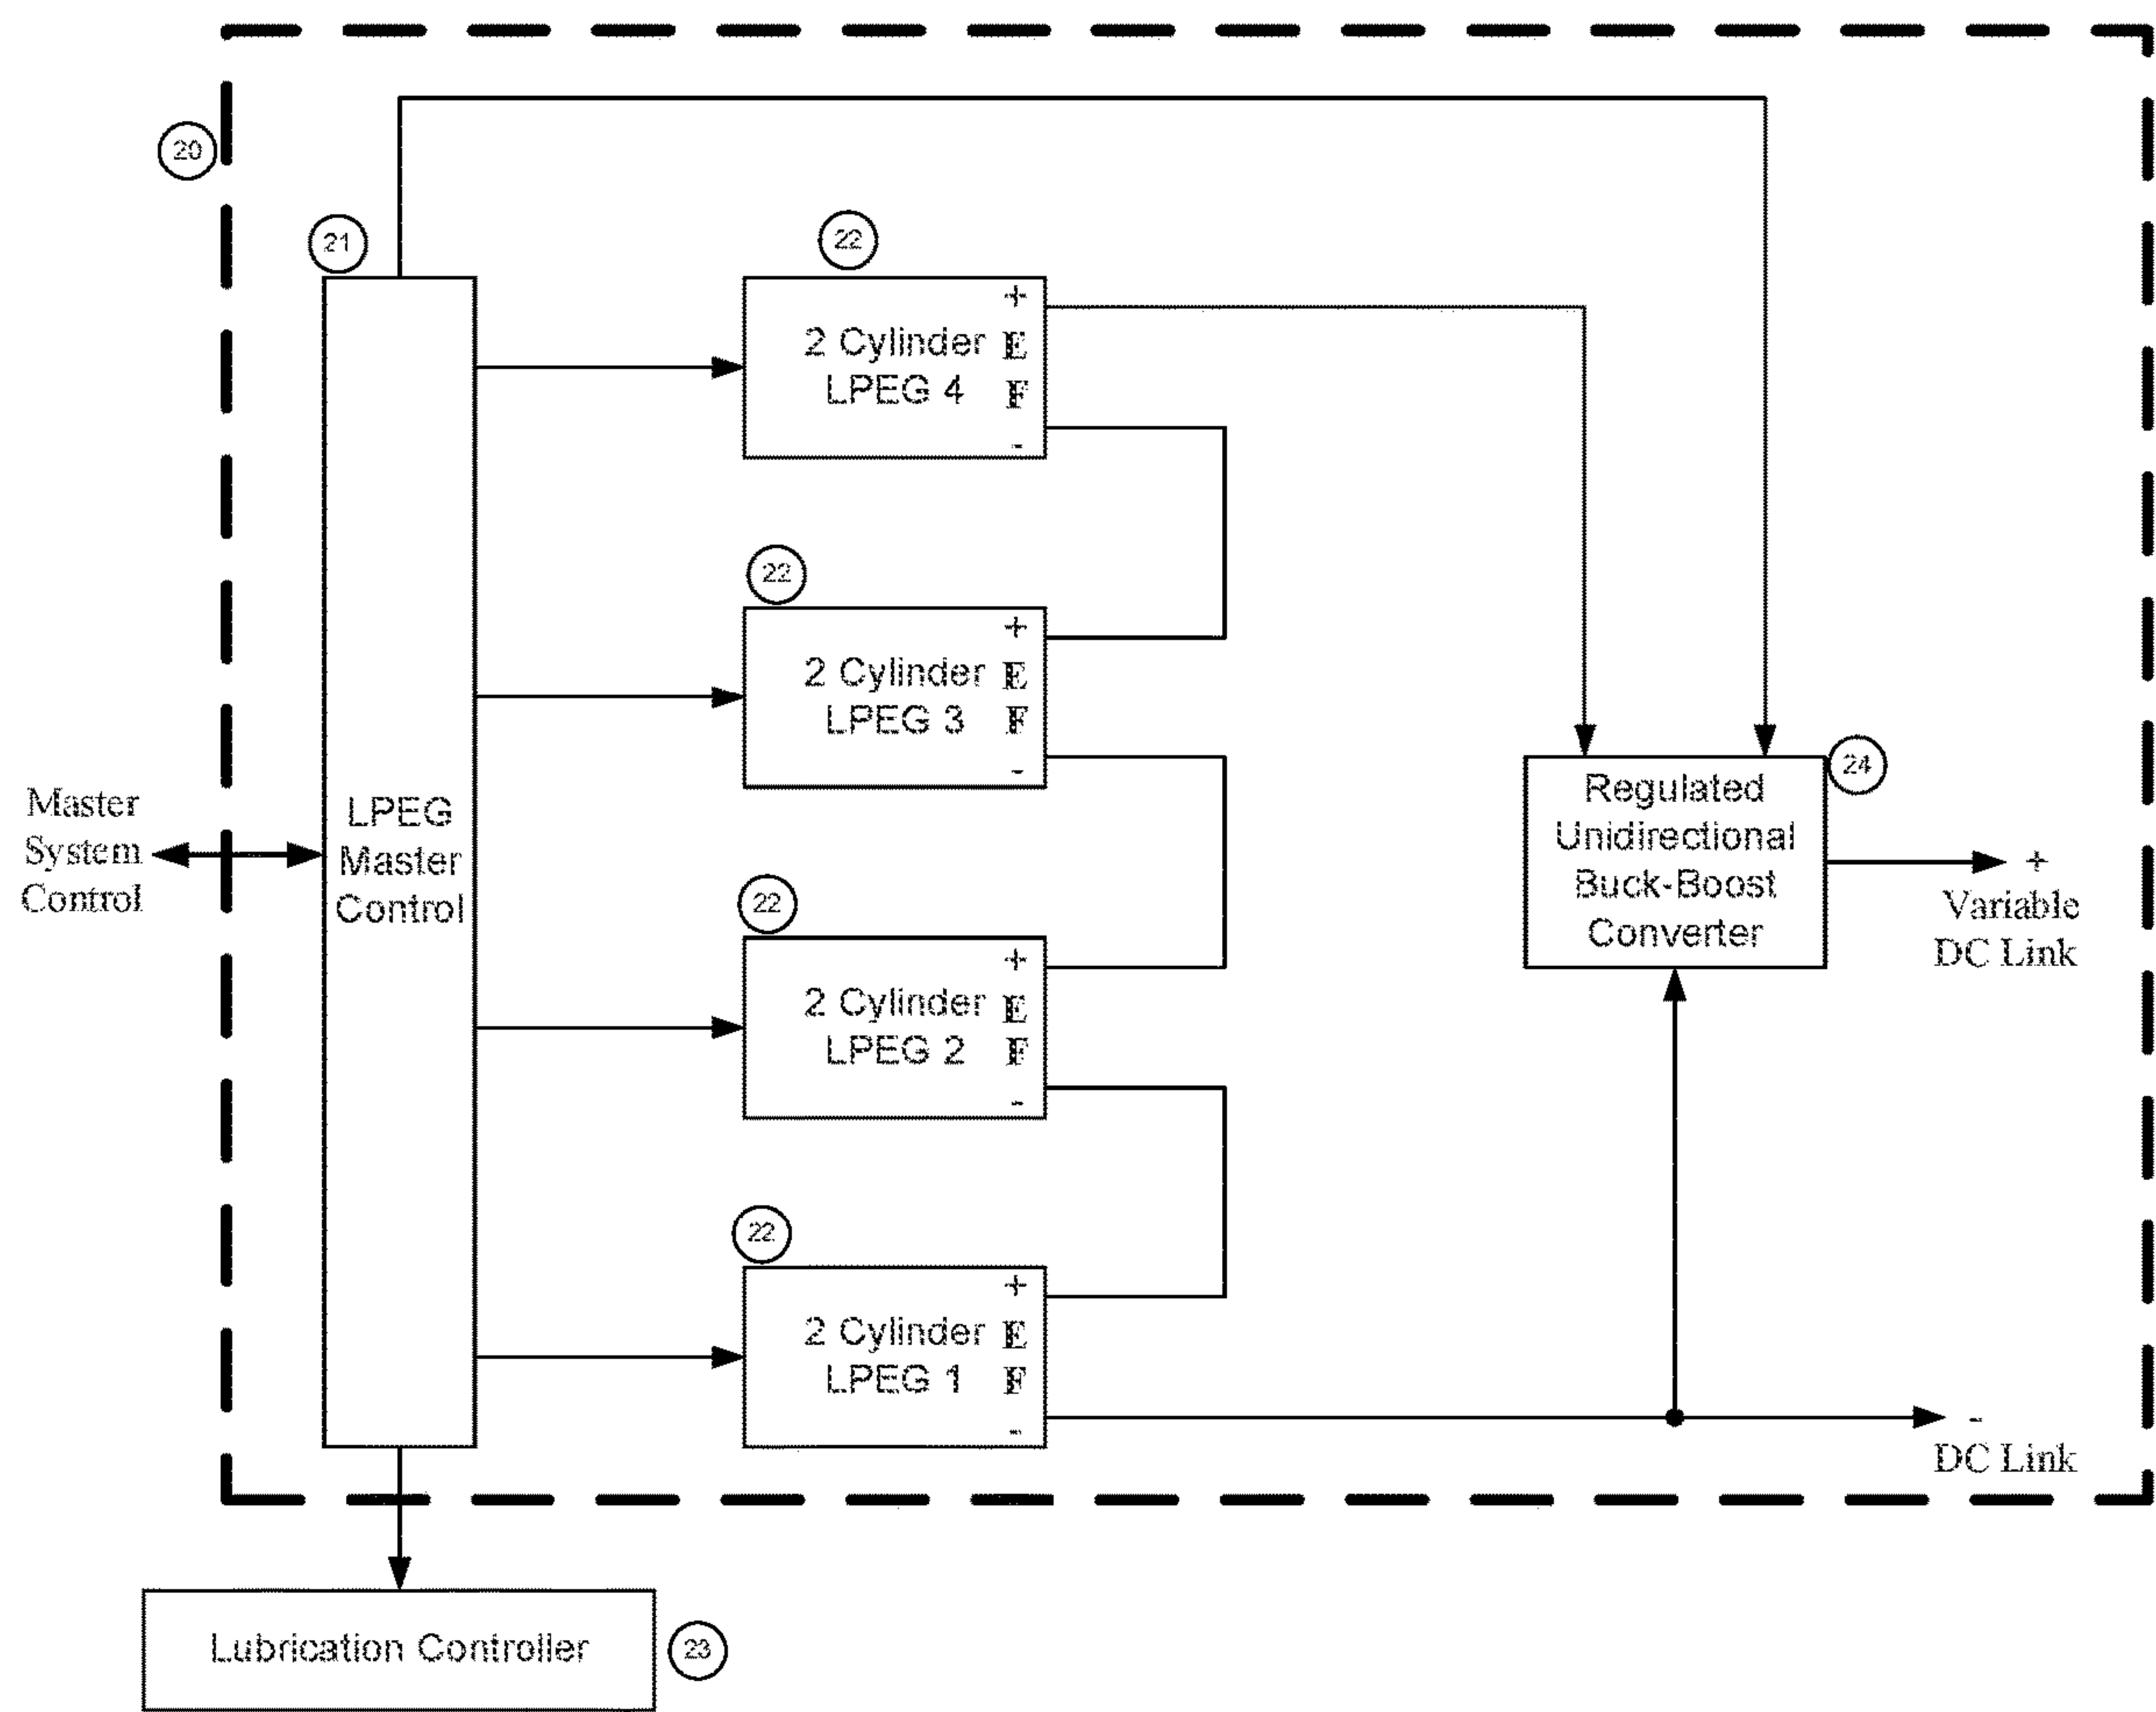 20
21
22
+
2 Cylinder E
LPEG 4 F
-
22
+
2 Cylinder E
LPEG 3 F
-
Master
System
Control
LPEG
Master
Control
24
Regulated
Unidirectional
Buck-Boost
Converter
+
Variable
DC Link
22
+
2 Cylinder E
LPEG 2 F
-
22
+
2 Cylinder E
LPEG 1 F
-
-
DC Link
Lubrication Controller
23